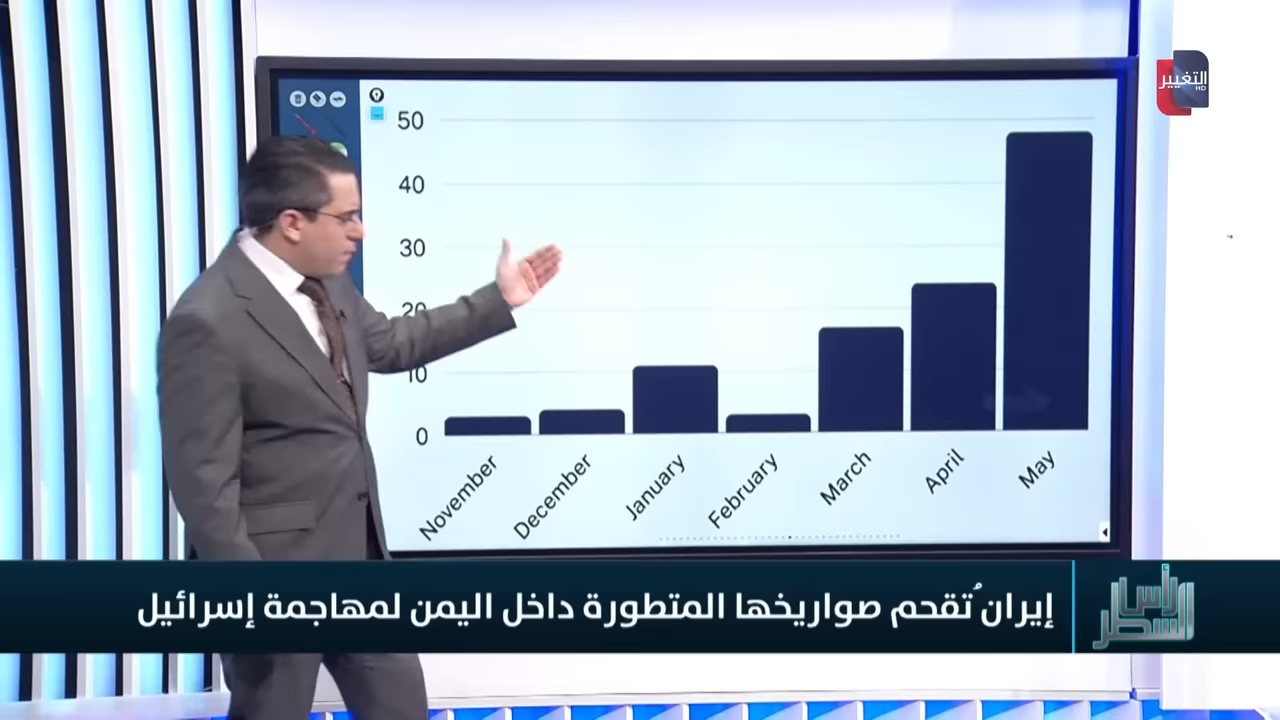 التغيير
HD
50
40
30
20
10
0
November
December
January
February
March
April
May
إيران ُتقحم صواريخها المتطورة داخل اليمن لمهاجمة إسرائيل
رأس
السطر